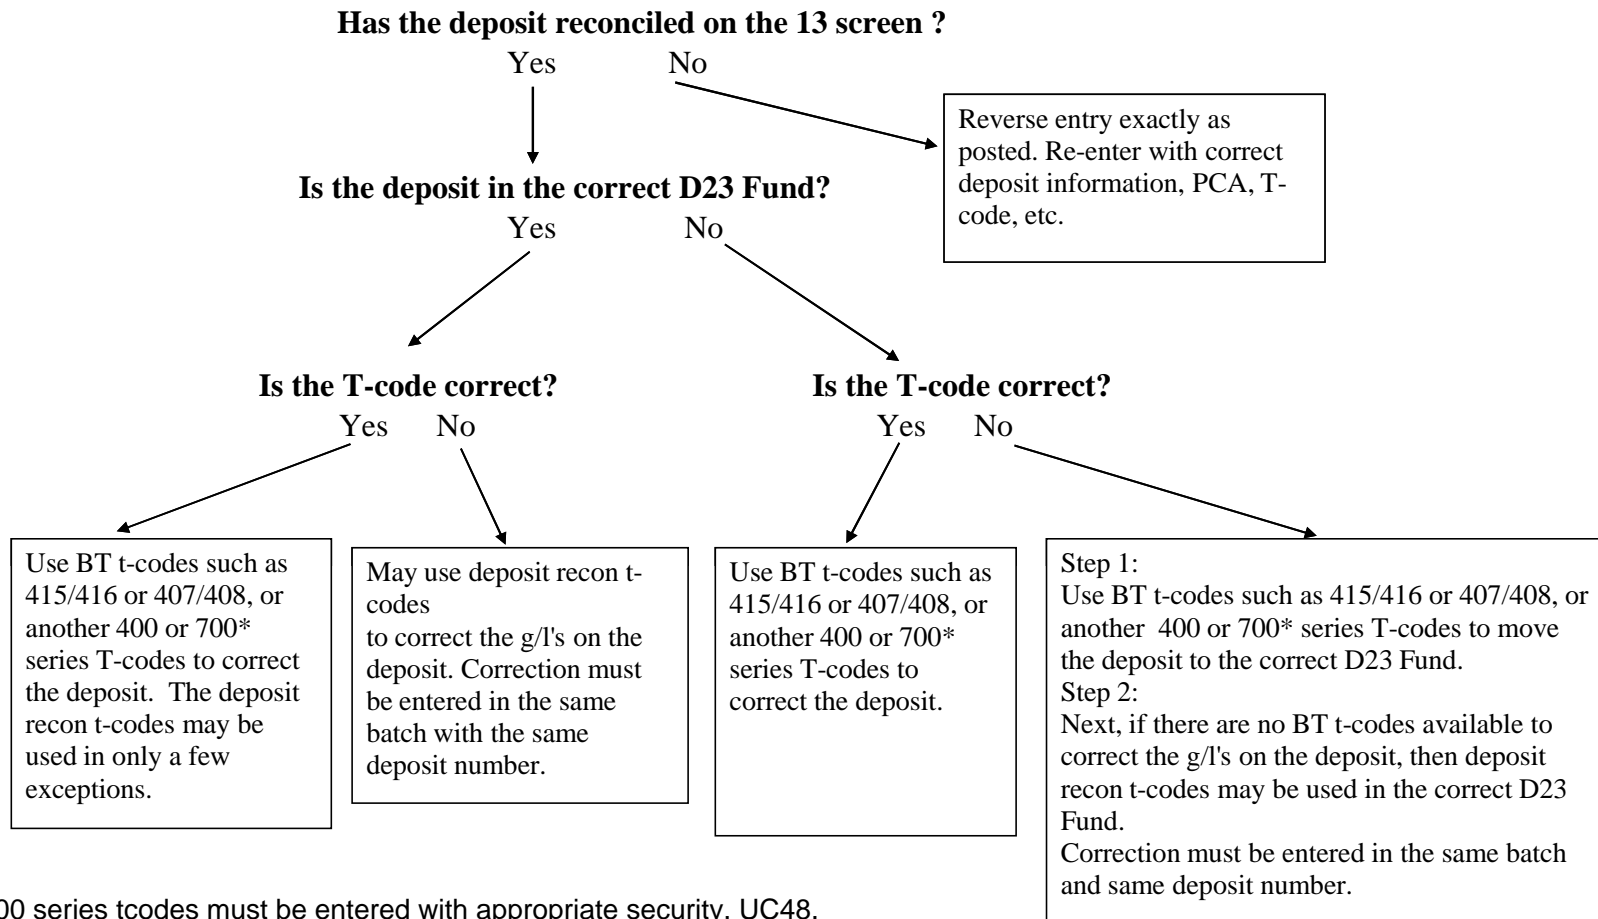 Has the deposit reconciled on the 13 screen ?
Yes No
Reverse entry exactly as
posted. Re-enter with correct
deposit information, PCA, T-
code, etc.
Is the deposit in the correct D23 Fund?
Yes No
Is the T-code correct?
Yes No
Is the T-code correct?
Yes No
Use BT t-codes such as
415/416 or 407/408, or
another 400 or 700*
series T-codes to correct
the deposit. The deposit
recon t-codes may be
used in only a few
exceptions.
May use deposit recon t-
codes
to correct the g/l's on the
deposit. Correction must
be entered in the same
batch with the same
deposit number.
Use BT t-codes such as
415/416 or 407/408, or
another 400 or 700*
series T-codes to
correct the deposit.
Step 1:
Use BT t-codes such as 415/416 or 407/408, or
another 400 or 700* series T-codes to move
the deposit to the correct D23 Fund.
Step 2:
Next, if there are no BT t-codes available to
correct the g/l's on the deposit, then deposit
recon t-codes may be used in the correct D23
Fund.
Correction must be entered in the same batch
and same deposit number.
00 series tcodes must be entered with appropriate security, UC48.